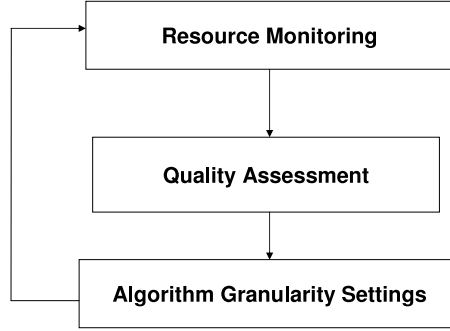 Resource Monitoring
Quality Assessment
Algorithm Granularity Settings